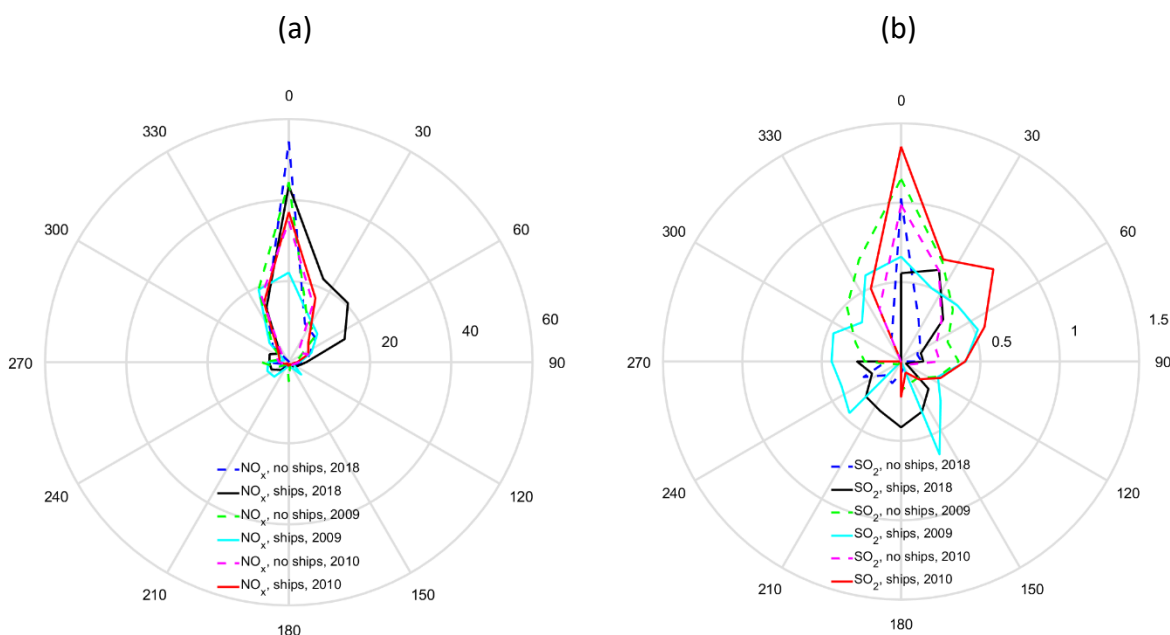 (a)
(b)
0
30
60
60
90
120
150
180
210
240
270
300
330
20
40
NOx, no ships, 2018
NOx, ships, 2018
NOx, no ships, 2009
NOx, ships, 2009
NOx, no ships, 2010
NOx, ships, 2010
0
30
60
90
120
150
180
210
240
270
300
330
0.5
1
1.5
SO2, no ships, 2018
SO2, ships, 2018
SO2, no ships, 2009
SO2, ships, 2009
SO2, no ships, 2010
SO2, ships, 2010